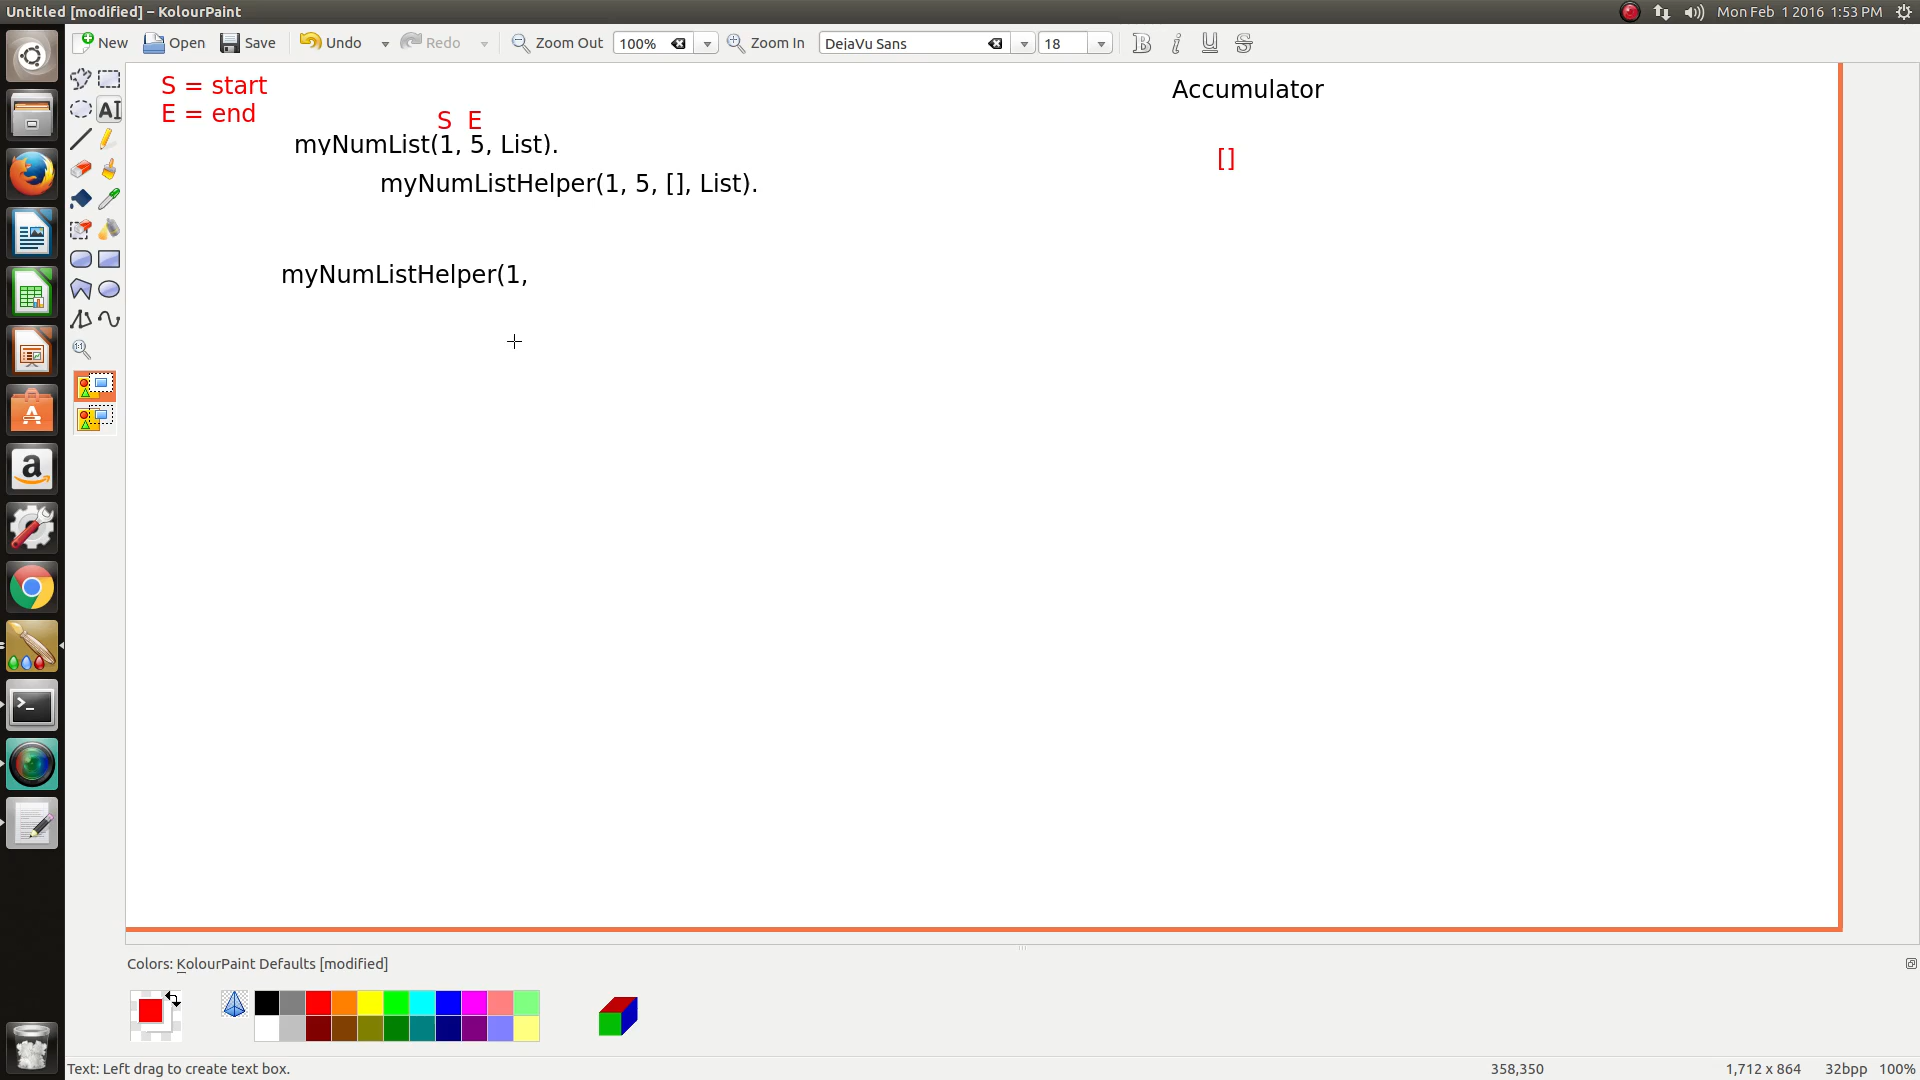 Untitled [modified] – KolourPaint
Mon Feb 1 2016 1:53 PM
New Open Save Undo Redo Zoom Out 100% Zoom In DejaVu Sans 18
S = start
E = end
Accumulator
S E
myNumList(1, 5, List).
[]
myNumListHelper(1, 5, [], List).
myNumListHelper(1,
Colors: KolourPaint Defaults [modified]
Text: Left drag to create text box.
358,350
1,712 x 864
32bpp
100%